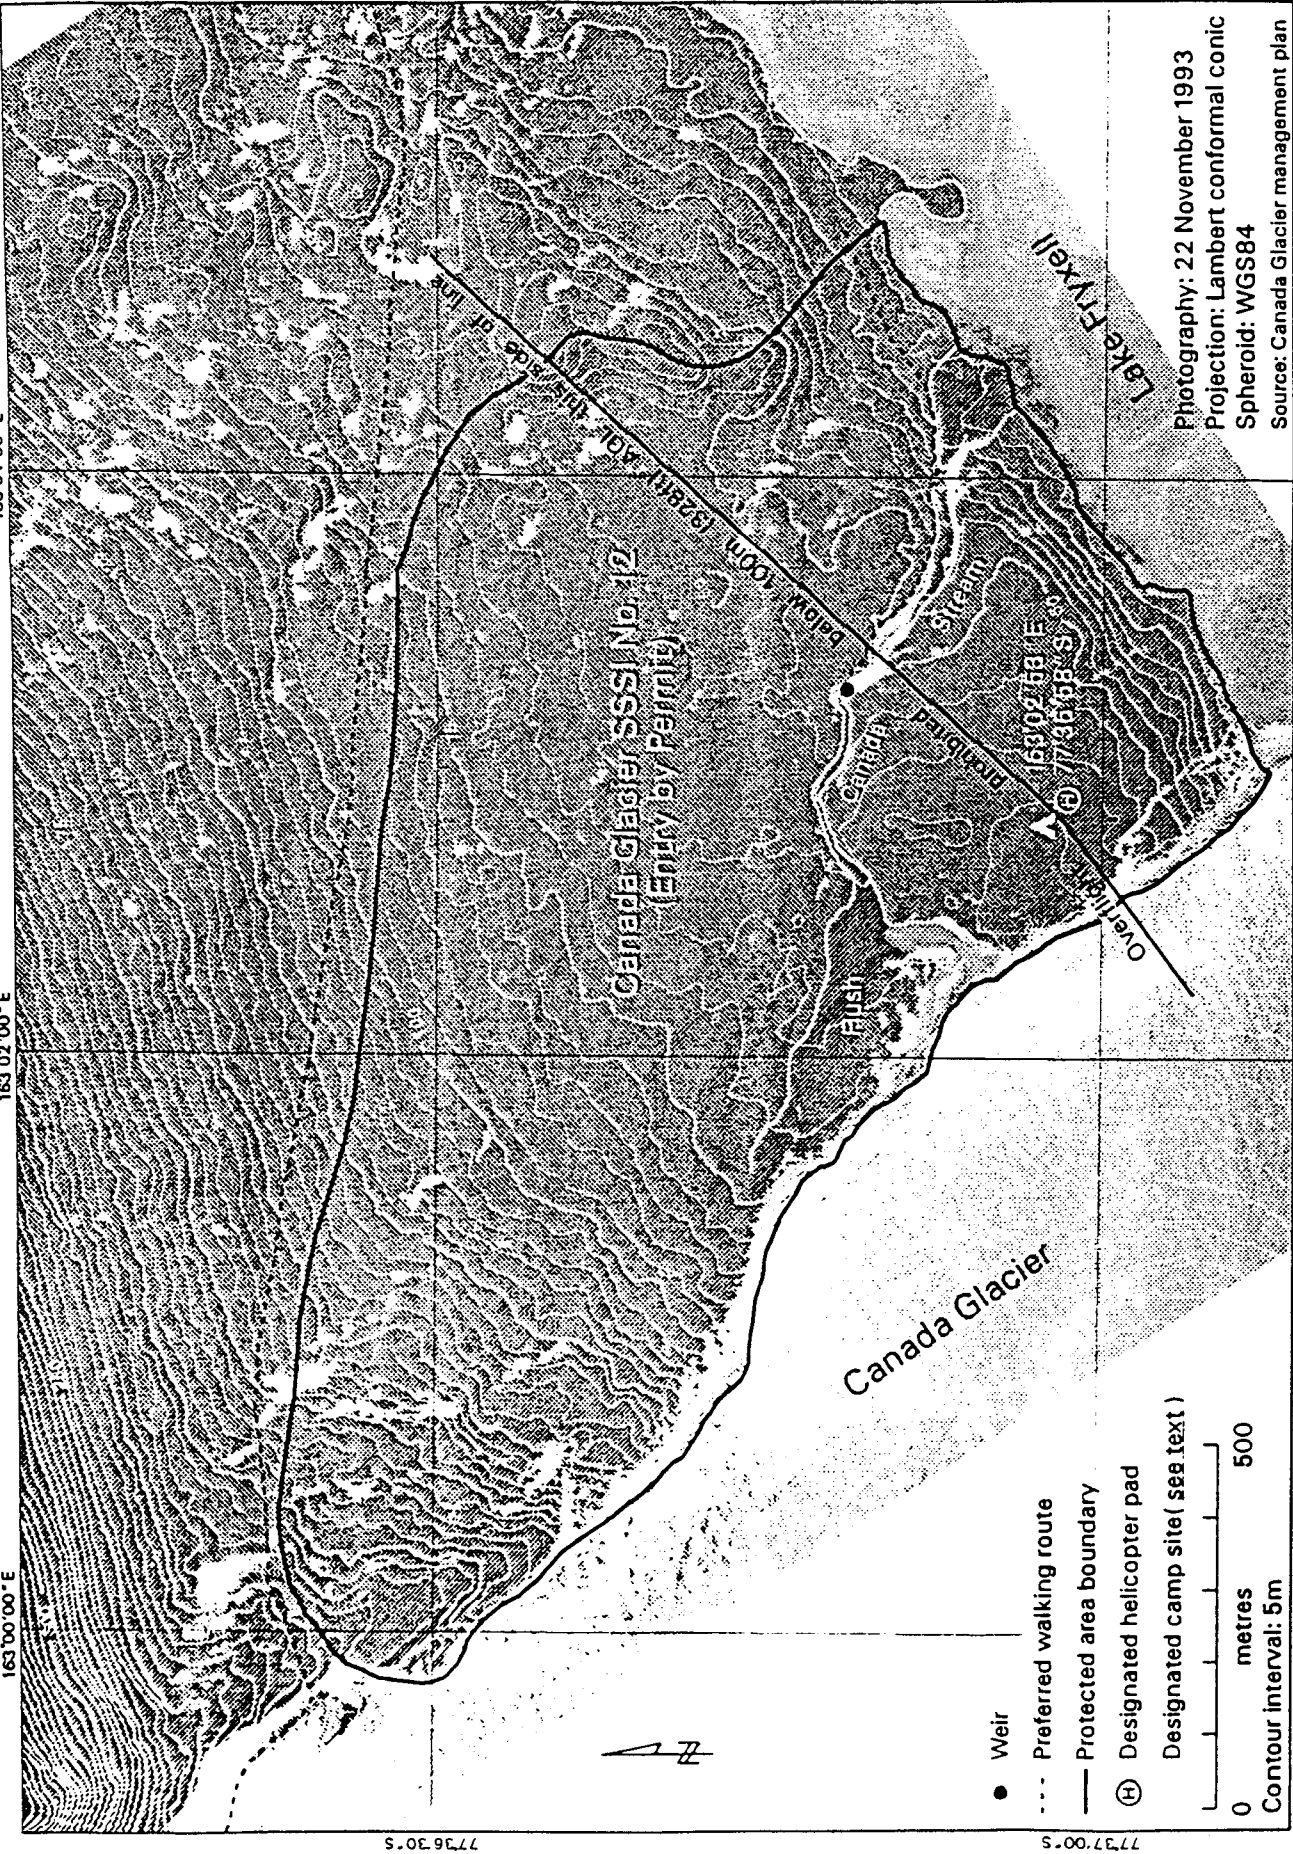 163°00'00"E
163°02'00"E
77°36'30"S
77°37'00"S
Canada Glacier SSSI No. 12
(Entry by Permit)
Overflight prohibited below 100m (328ft) AGL this side of line
Canada Stream
Flush
163°02'58" E
77°36'58" S
H
Lake Fryxell
Canada Glacier
Weir
Preferred walking route
Protected area boundary
H Designated helicopter pad
Designated camp site( see text )
0 metres 500
Contour interval: 5m
Photography: 22 November 1993
Projection: Lambert conformal conic
Spheroid: WGS84
Source: Canada Glacier management plan